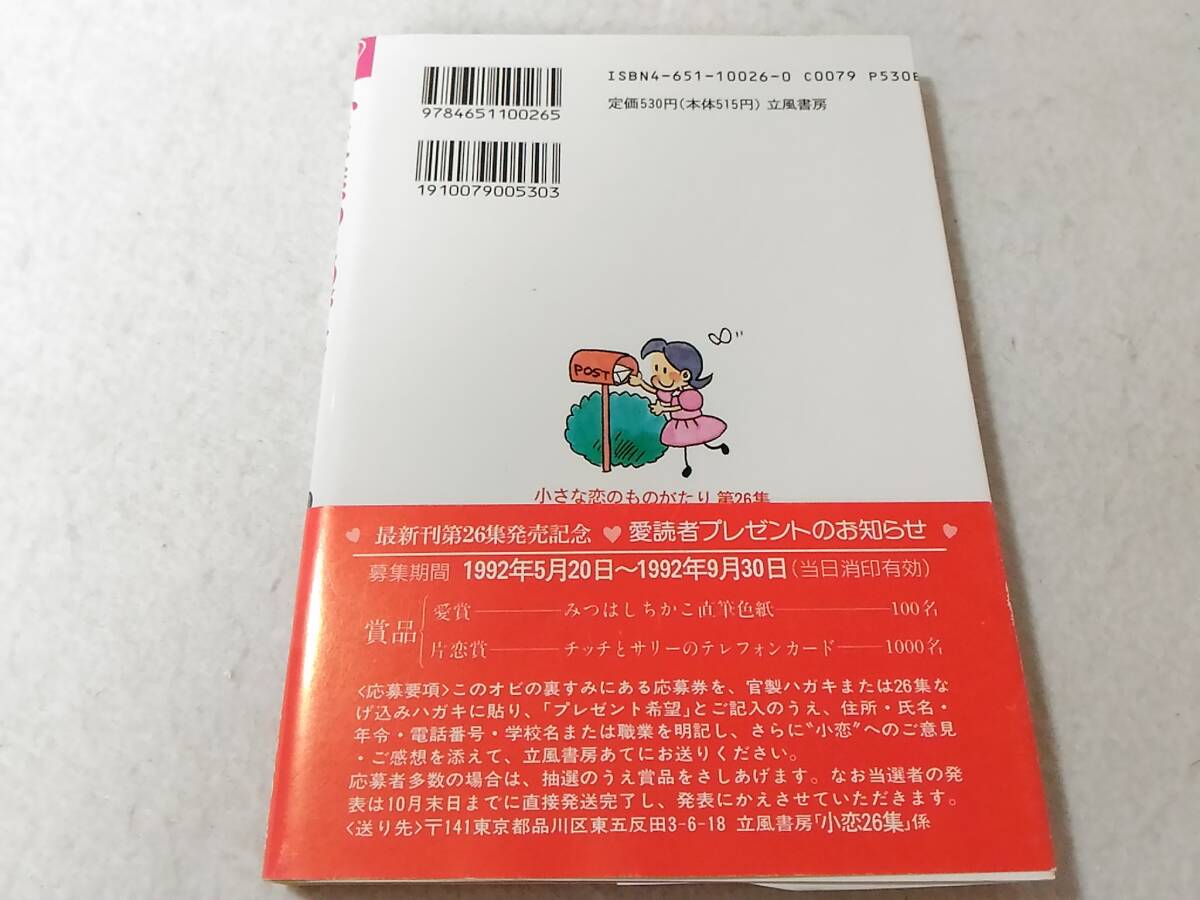 ISBN4-651-10026-0 C0079 P530E
9784651100265
定価530円(本体515円) 立風書房
1910079005303
POST
小さな恋のものがたり 第26集
最新刊第26集発売記念 ♥ 愛読者プレゼントのお知らせ
募集期間 1992年5月20日〜1992年9月30日(当日消印有効)
賞品
愛賞――――みつはしちかこ直筆色紙――――――100名
片恋賞――――チッチとサリーのテレフォンカード―――1000名
〈応募要項〉このオビの裏すみにある応募券を、官製ハガキまたは26集な
げ込みハガキに貼り、「プレゼント希望」とご記入のうえ、住所・氏名・
年令・電話番号・学校名または職業を明記し、さらに“小恋”へのご意見
・ご感想を添えて、立風書房あてにお送りください。
応募者多数の場合は、抽選のうえ賞品をさしあげます。なお当選者の発
表は10月末日までに直接発送完了し、発表にかえさせていただきます。
〈送り先〉〒141東京都品川区東五反田3-6-18 立風書房「小恋26集」係